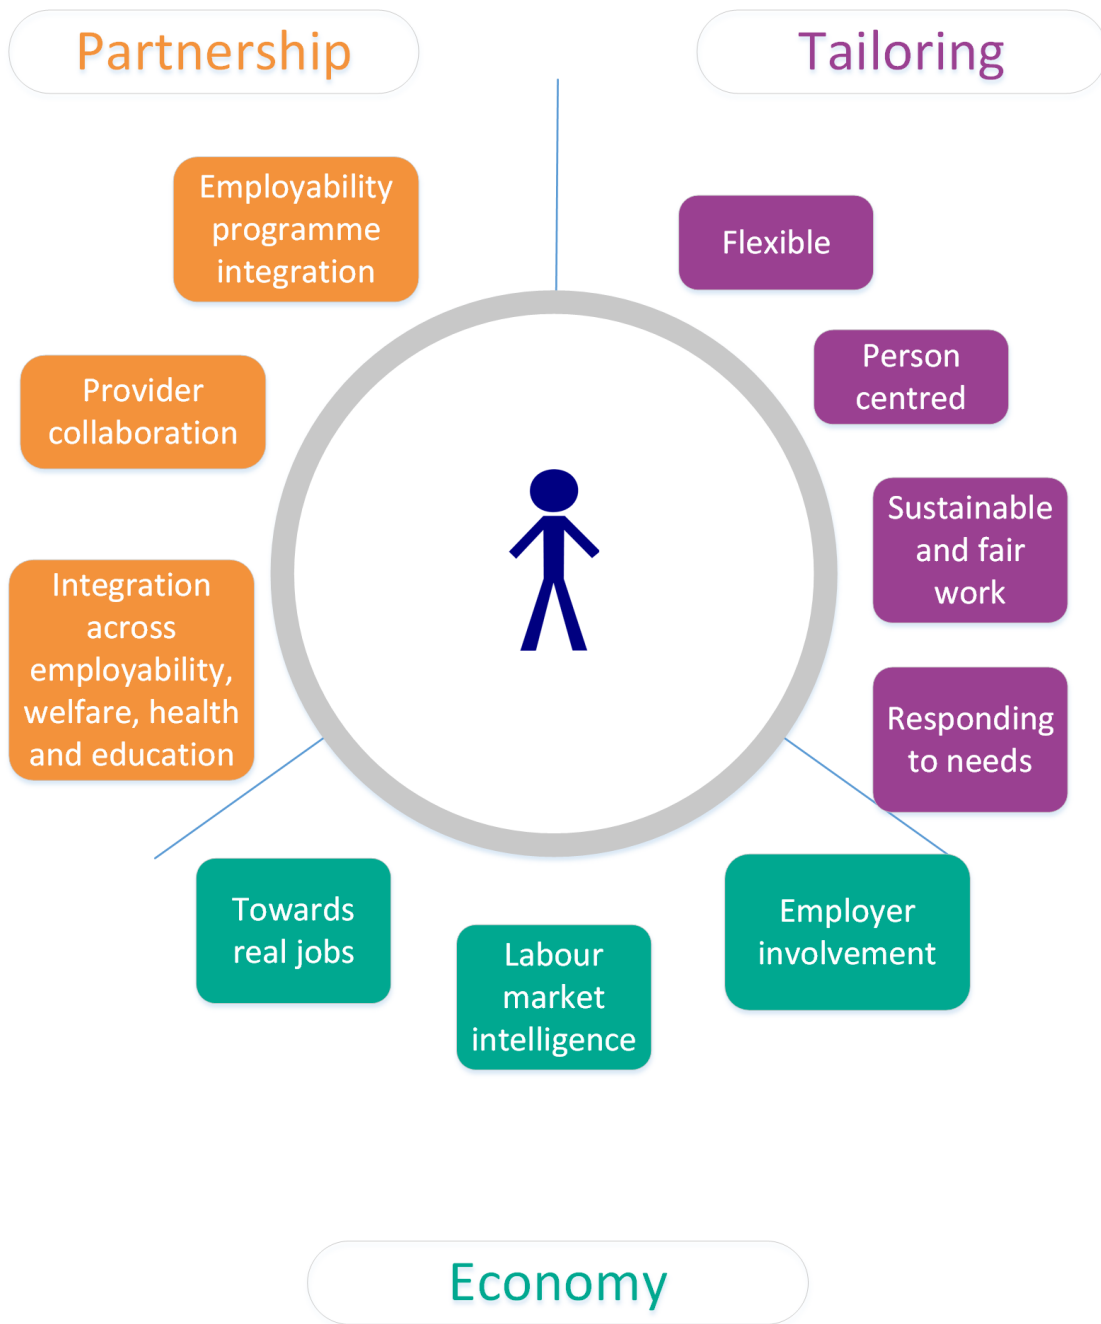 Partnership
Tailoring
Employability
programme
integration
Flexible
Provider
collaboration
Person
centred
Sustainable
and fair
work
Integration
across
employability,
welfare, health
and education
Responding
to needs
Towards
real jobs
Labour
market
intelligence
Employer
involvement
Economy